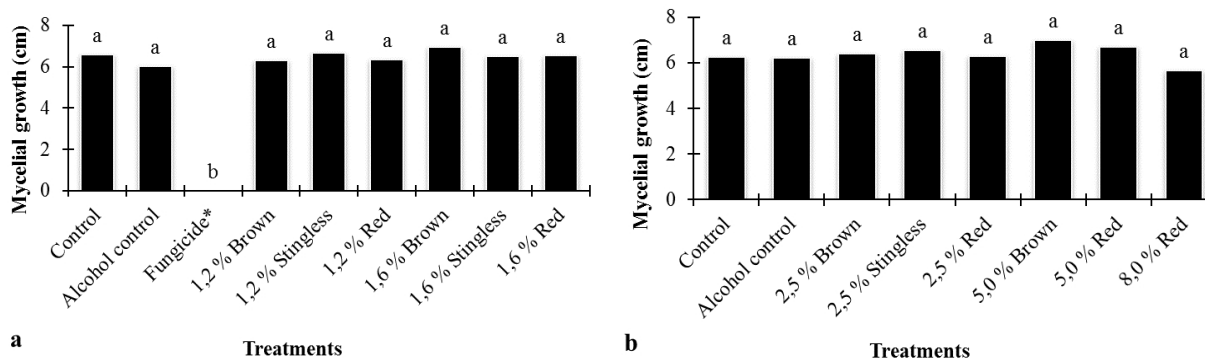 Mycelial growth (cm)
8
6
4
2
0
a
a
b
a
a
a
a
a
a
Control
Alcohol control
Fungicide*
1,2 % Brown
1,2 % Stingless
1,2 % Red
1,6 % Brown
1,6 % Stingless
1,6 % Red
a
Treatments
Mycelial growth (cm)
8
6
4
2
0
a
a
a
a
a
a
a
a
Control
Alcohol control
2,5 % Brown
2,5 % Stingless
2,5 % Red
5,0 % Brown
5,0 % Red
8,0 % Red
b
Treatments